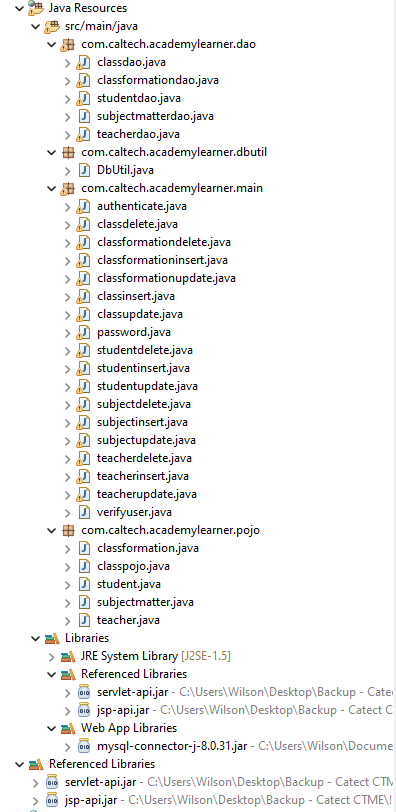 Java Resources
src/main/java
com.caltech.academylearner.dao
classdao.java
classformationdao.java
studentdao.java
subjectmatterdao.java
teacherdao.java
com.caltech.academylearner.dbutil
DbUtil.java
com.caltech.academylearner.main
authenticate.java
classdelete.java
classformationdelete.java
classformationinsert.java
classformationupdate.java
classinsert.java
classupdate.java
password.java
studentdelete.java
studentinsert.java
studentupdate.java
subjectdelete.java
subjectinsert.java
subjectupdate.java
teacherdelete.java
teacherinsert.java
teacherupdate.java
verifyuser.java
com.caltech.academylearner.pojo
classformation.java
classpojo.java
student.java
subjectmatter.java
teacher.java
Libraries
JRE System Library [J2SE-1.5]
Referenced Libraries
servlet-api.jar - C:\Users\Wilson\Desktop\Backup - Catec
jsp-api.jar - C:\Users\Wilson\Desktop\Backup - Catect C
Web App Libraries
mysql-connector-j-8.0.31.jar - C:\Users\Wilson\Docume
Referenced Libraries
servlet-api.jar - C:\Users\Wilson\Desktop\Backup - Catect CTM
jsp-api.jar - C:\Users\Wilson\Desktop\Backup - Catect CTME\